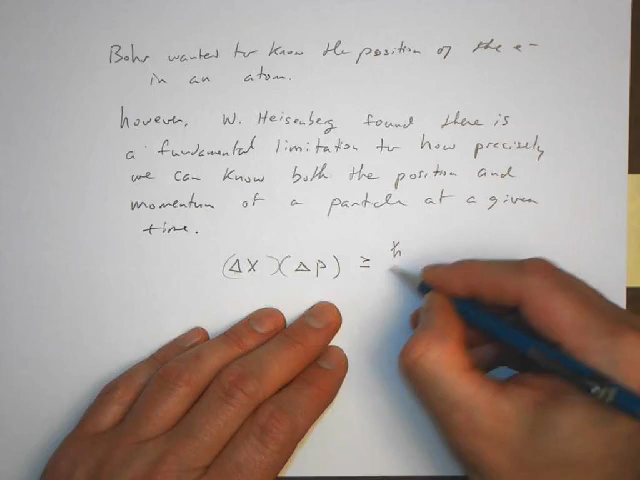 Bohr wanted to know the position of the e-
in an atom.
however, W. Heisenberg found there is
a fundamental limitation to how precisely
we can know both the position and
momentum of a particle at a given
time.
(ΔX)(Δp) ≥ ℏ